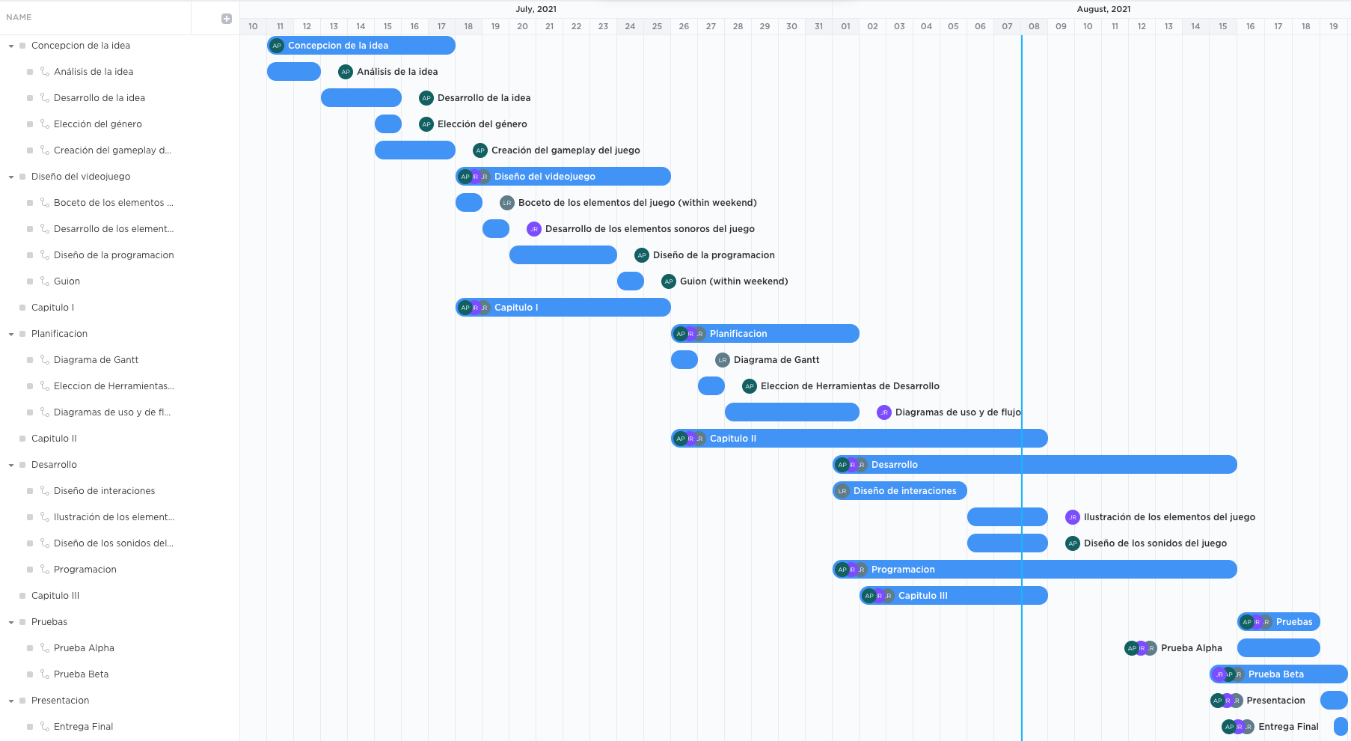 NAME
July, 2021
August, 2021
10 11 12 13 14 15 16 17 18 19 20 21 22 23 24 25 26 27 28 29 30 31 01 02 03 04 05 06 07 08 09 10 11 12 13 14 15 16 17 18 19
Concepcion de la idea AP Concepcion de la idea
Análisis de la idea AP Análisis de la idea
Desarrollo de la idea AP Desarrollo de la idea
Elección del género AP Elección del género
Creación del gameplay d... AP Creación del gameplay del juego
Diseño del videojuego AP JR LR Diseño del videojuego
Boceto de los elementos ... LR Boceto de los elementos del juego (within weekend)
Desarrollo de los element... JR Desarrollo de los elementos sonoros del juego
Diseño de la programacion AP Diseño de la programacion
Guion AP Guion (within weekend)
Capitulo I AP JR LR Capitulo I
Planificacion AP JR LR Planificacion
Diagrama de Gantt LR Diagrama de Gantt
Eleccion de Herramientas... AP Eleccion de Herramientas de Desarrollo
Diagramas de uso y de fl... JR Diagramas de uso y de flujo
Capitulo II AP JR LR Capitulo II
Desarrollo AP JR LR Desarrollo
Diseño de interaciones LR Diseño de interaciones
Ilustración de los element... JR Ilustración de los elementos del juego
Diseño de los sonidos del... AP Diseño de los sonidos del juego
Programacion AP JR LR Programacion
Capitulo III AP JR LR Capitulo III
Pruebas AP JR LR Pruebas
Prueba Alpha AP JR LR Prueba Alpha
Prueba Beta JR AP LR Prueba Beta
Presentacion AP JR LR Presentacion
Entrega Final AP JR LR Entrega Final